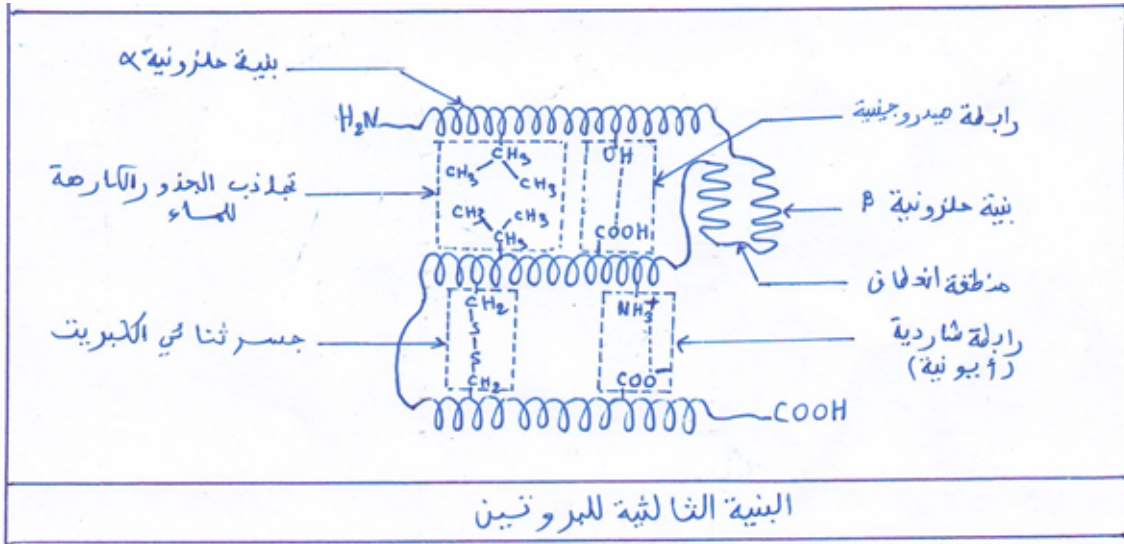 بنية حلزونية α
H₂N
رابطة هيدروجينية
CH₃
CH₃ CH₃
OH
تجاذب الجذور الكارهة
للماء
CH₃ CH₃
CH₃
COOH
بنية حلزونية β
منطقة انعطاف
CH₂
S
S
CH₂
NH₃⁺
COO⁻
جسر ثنائي الكبريت
رابطة شاردية
(أيونية)
COOH
البنية الثالثية للبروتين